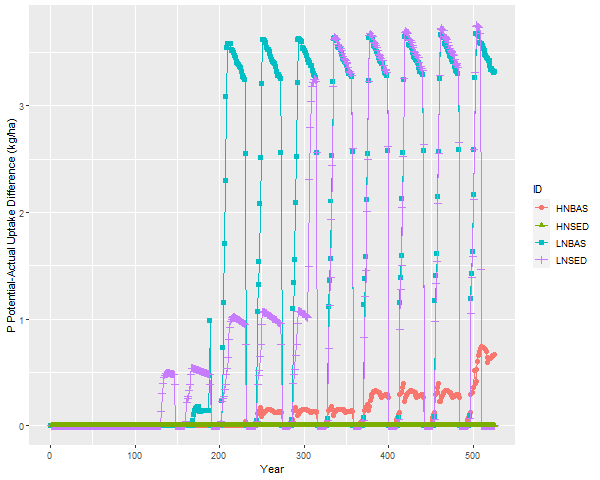 P Potential-Actual Uptake Difference (kg/ha)
3
2
1
0
0
100
200
300
400
500
Year
ID
HNBAS
HNSED
LNBAS
LNSED